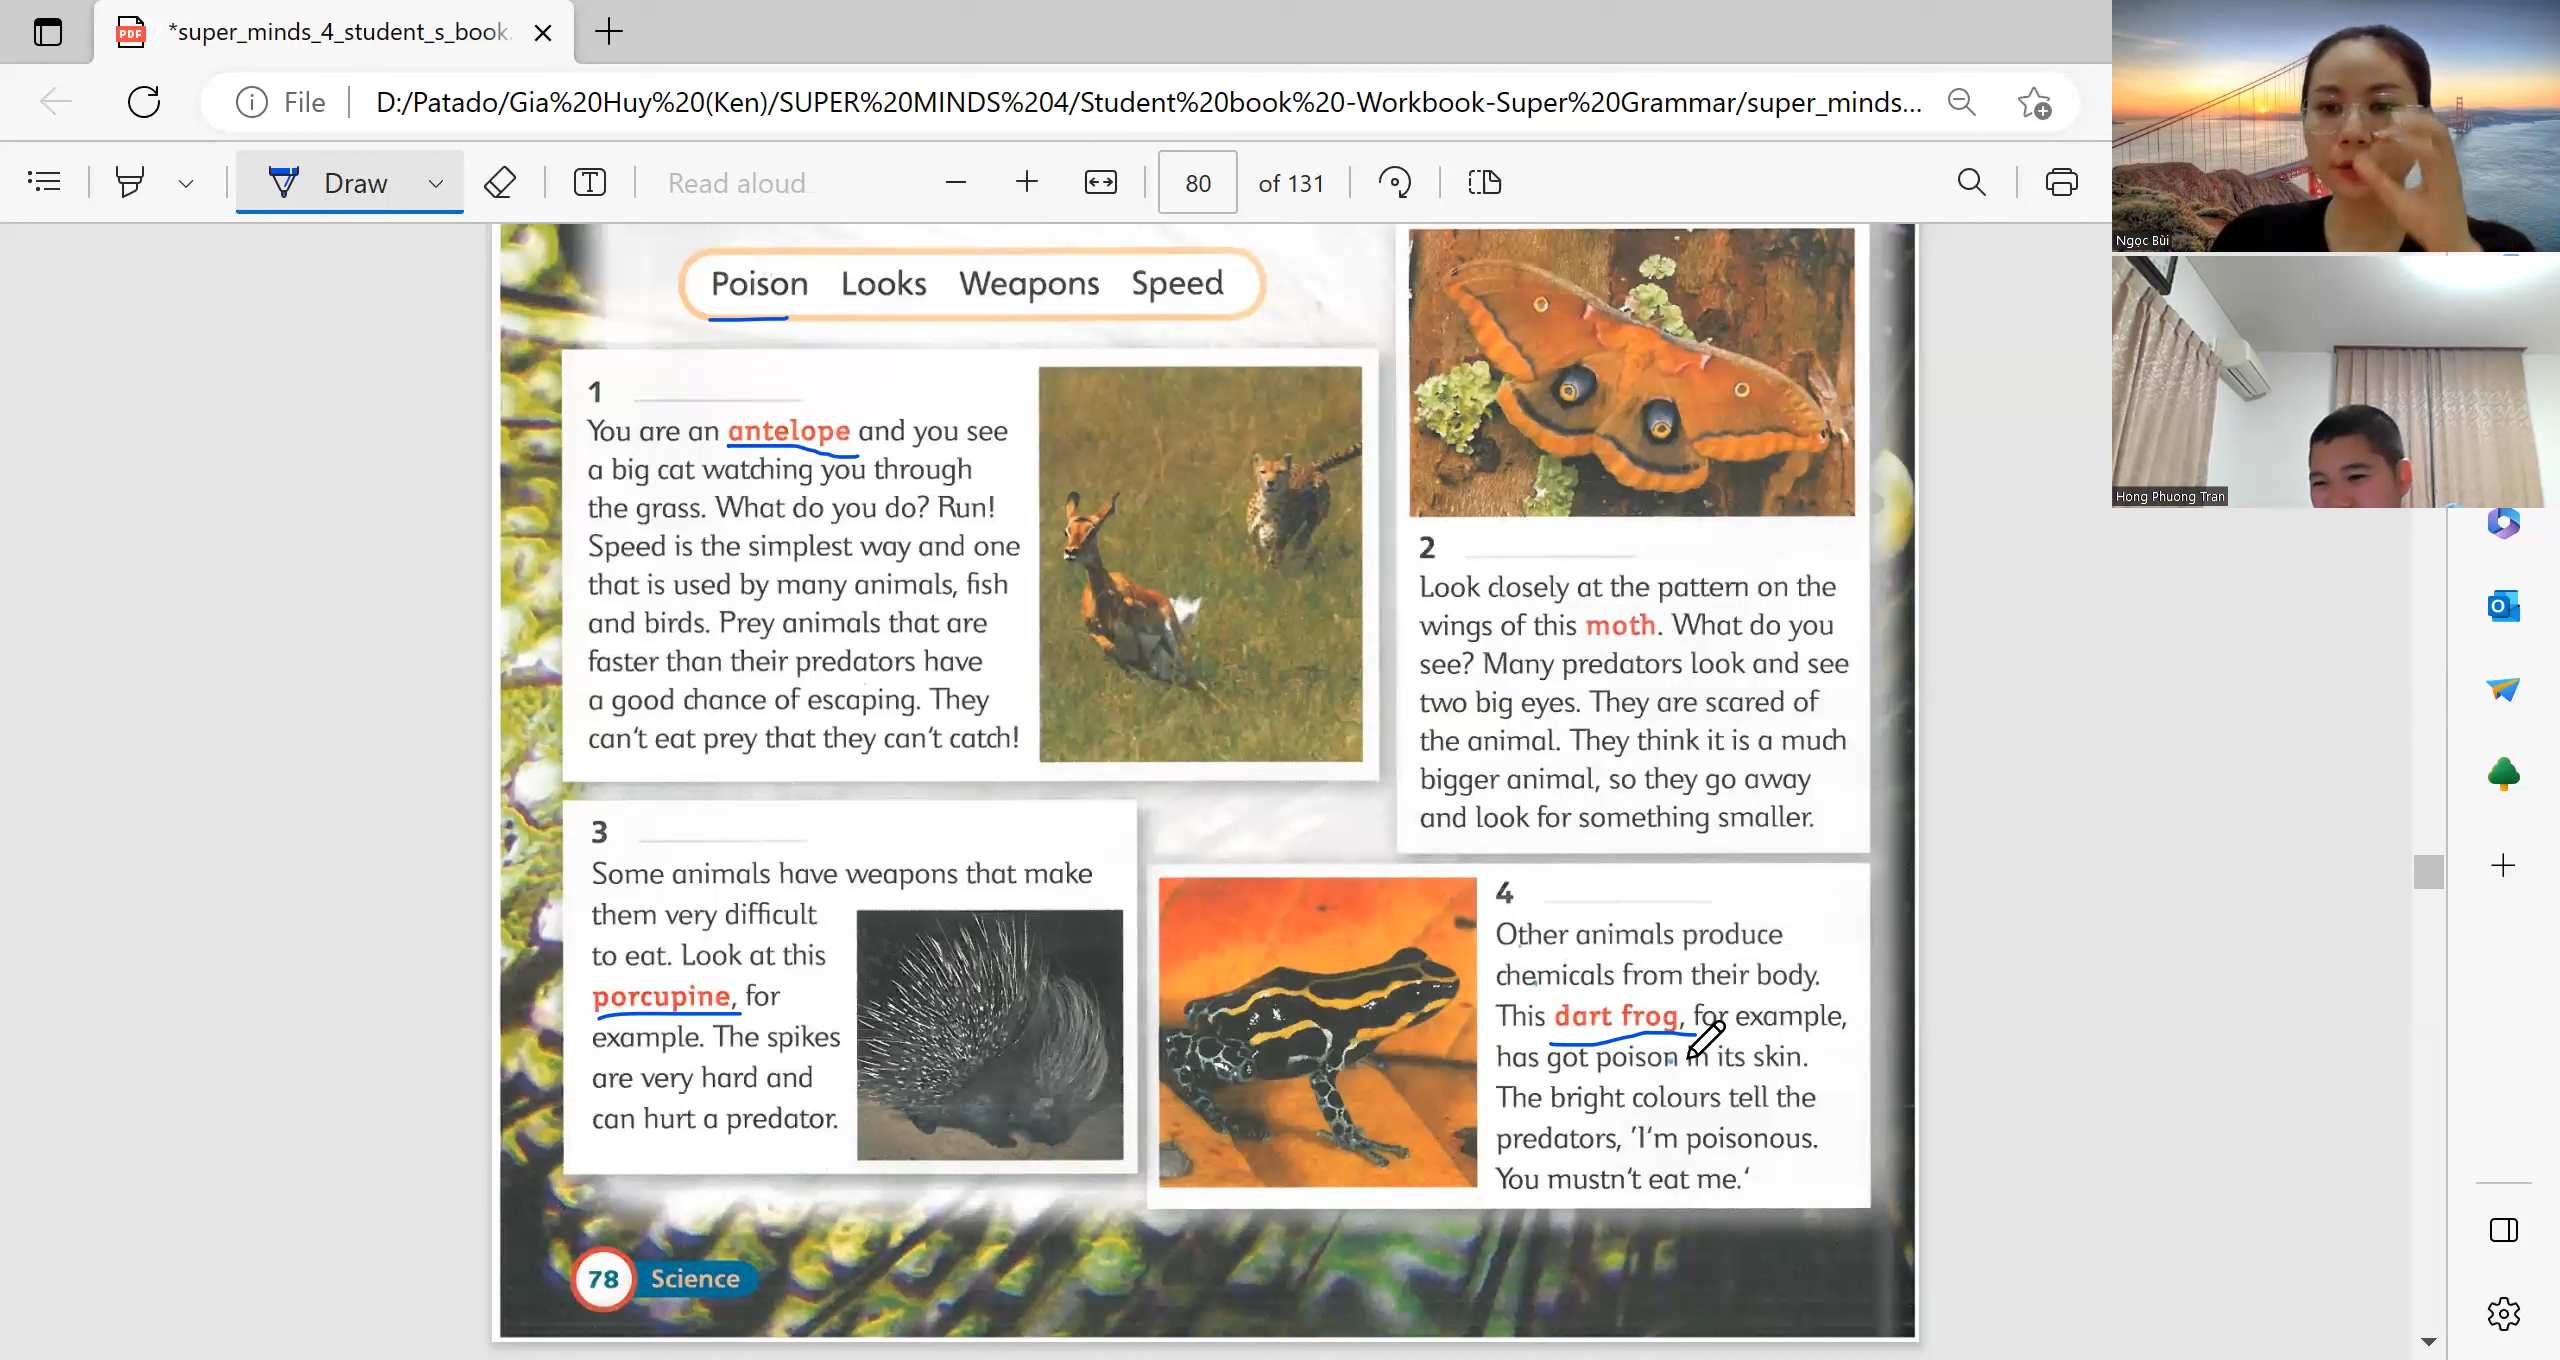 *super_minds_4_student_s_book.
File
D:/Patado/Gia%20Huy%20(Ken)/SUPER%20MINDS%204/Student%20book%20-Workbook-Super%20Grammar/super_minds...
Draw
Read aloud
80 of 131
Ngọc Bùi
Hong Phuong Tran
Poison Looks Weapons Speed
1
You are an antelope and you see
a big cat watching you through
the grass. What do you do? Run!
Speed is the simplest way and one
that is used by many animals, fish
and birds. Prey animals that are
faster than their predators have
a good chance of escaping. They
can't eat prey that they can't catch!
2
Look closely at the pattern on the
wings of this moth. What do you
see? Many predators look and see
two big eyes. They are scared of
the animal. They think it is a much
bigger animal, so they go away
and look for something smaller.
3
Some animals have weapons that make
them very difficult
to eat. Look at this
porcupine, for
example. The spikes
are very hard and
can hurt a predator.
4
Other animals produce
chemicals from their body.
This dart frog, for example,
has got poison in its skin.
The bright colours tell the
predators, 'I'm poisonous.
You mustn't eat me.'
78 Science